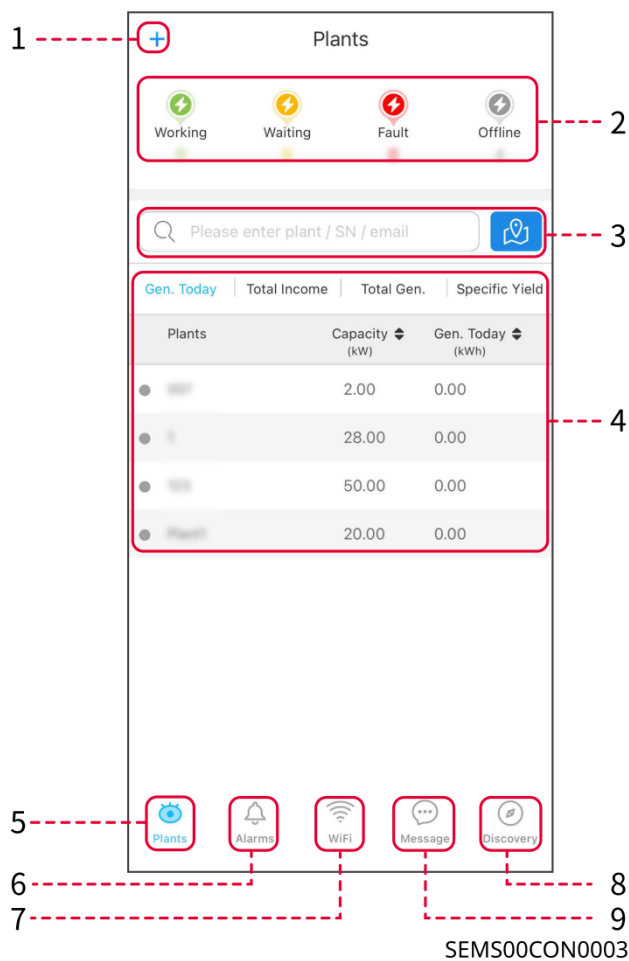 1
Plants
Working Waiting Fault Offline
2
Please enter plant / SN / email
3
Gen. Today Total Income Total Gen. Specific Yield
Plants Capacity Gen. Today
(kW) (kWh)
2.00 0.00
4
28.00 0.00
50.00 0.00
20.00 0.00
5
Plants Alarms WiFi Message Discovery
6 8
7 9
SEMS00CON0003